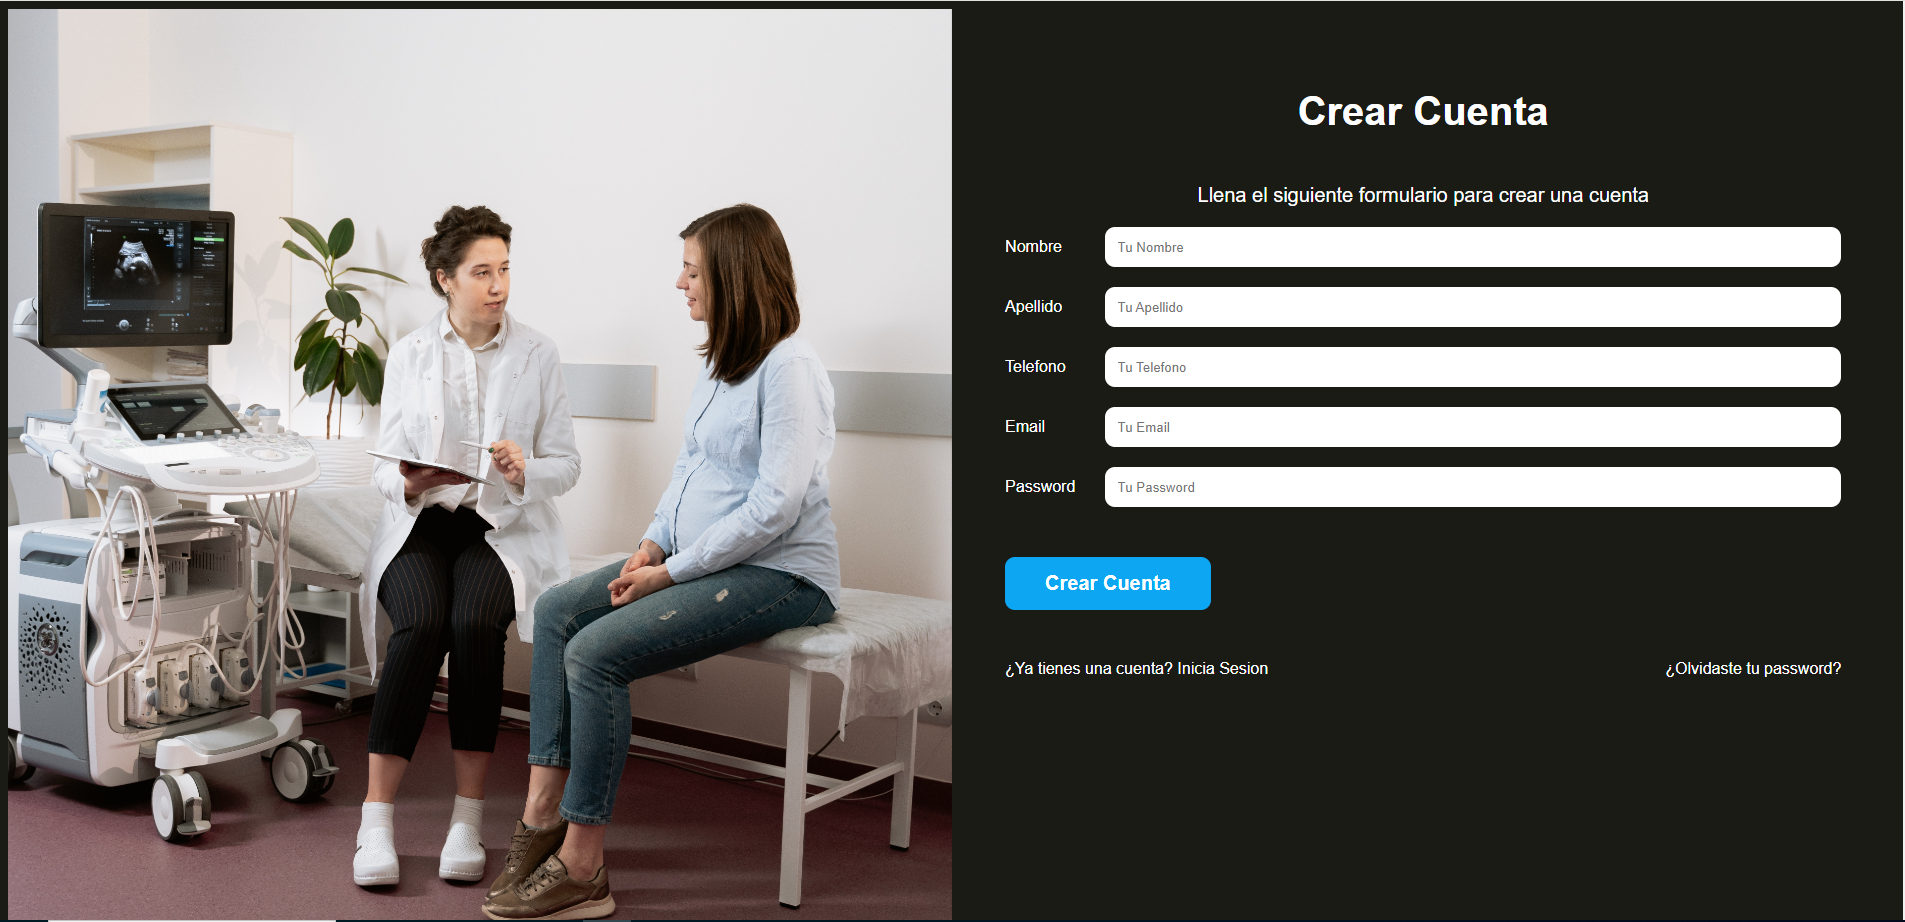 Crear Cuenta
Llena el siguiente formulario para crear una cuenta
Nombre Tu Nombre
Apellido Tu Apellido
Telefono Tu Telefono
Email Tu Email
Password Tu Password
Crear Cuenta
¿Ya tienes una cuenta? Inicia Sesion ¿Olvidaste tu password?